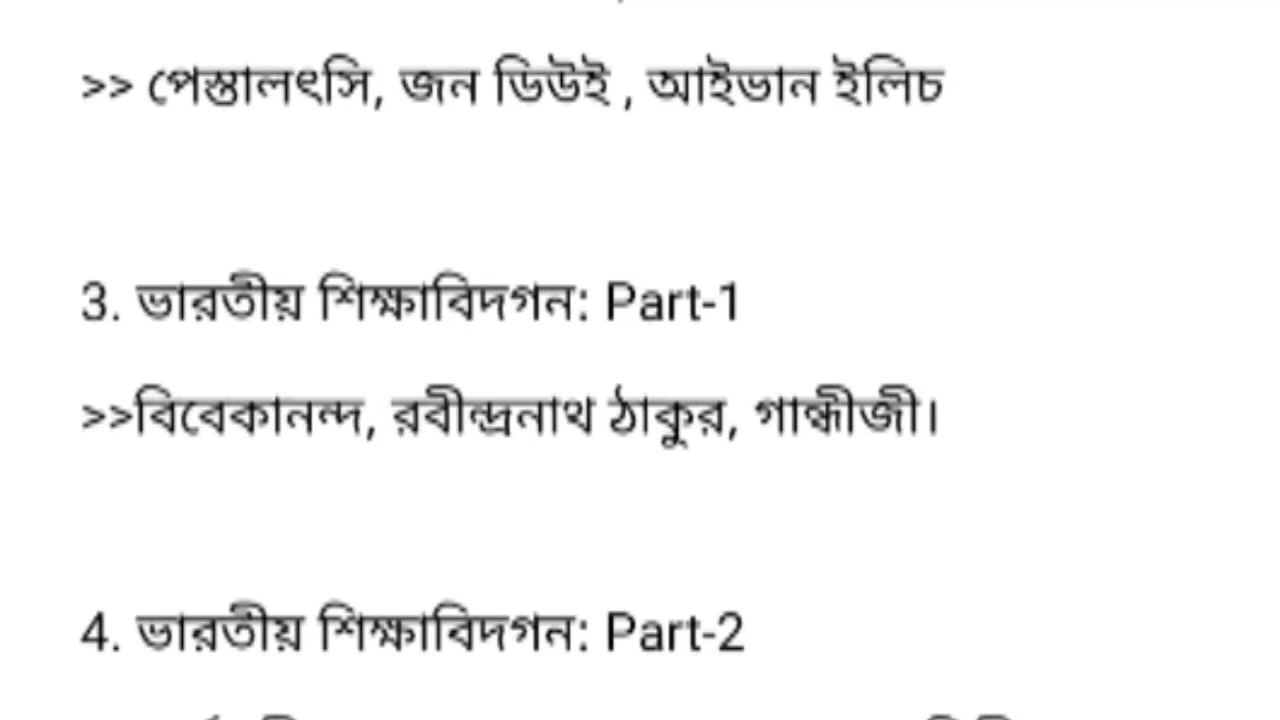 >> পেস্তালৎসি, জন ডিউই , আইভান ইলিচ
3. ভারতীয় শিক্ষাবিদগন: Part-1
>>বিবেকানন্দ, রবীন্দ্রনাথ ঠাকুর, গান্ধীজী।
4. ভারতীয় শিক্ষাবিদগন: Part-2